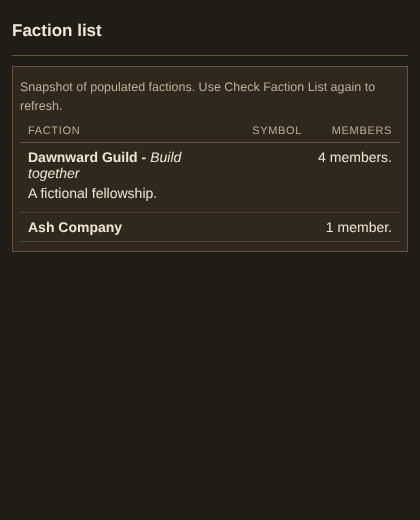 Faction list
Snapshot of populated factions. Use Check Faction List again to
refresh.
FACTION SYMBOL MEMBERS
Dawnward Guild - Build 4 members.
together
A fictional fellowship.
Ash Company 1 member.